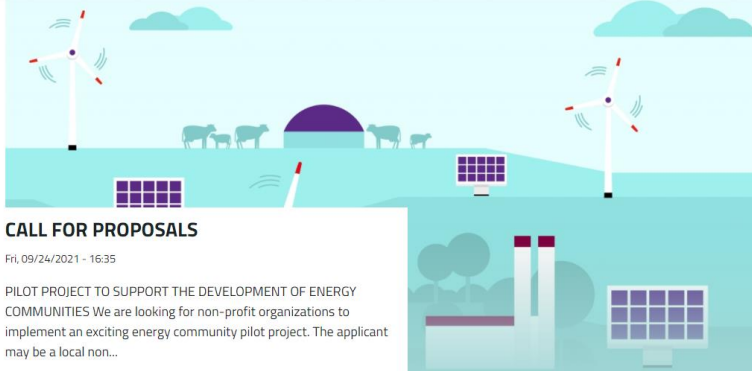 CALL FOR PROPOSALS
Fri, 09/24/2021 - 16:35
PILOT PROJECT TO SUPPORT THE DEVELOPMENT OF ENERGY
COMMUNITIES We are looking for non-profit organizations to
implement an exciting energy community pilot project. The applicant
may be a local non...